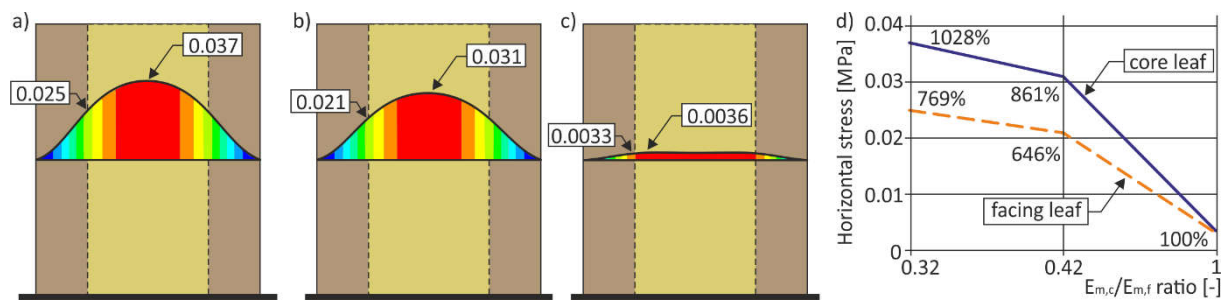 a)
0.037
0.025
b)
0.031
0.021
c)
0.0036
0.0033
d)
Horizontal stress [MPa]
0.04
0.03
0.02
0.01
0
1028%
769%
861%
646%
100%
core leaf
facing leaf
0.32
0.42
1
Em,c/Em,f ratio [-]